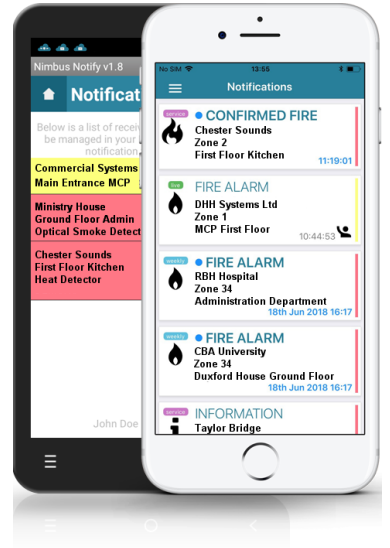 Nimbus Notify v1.8
Notificat
Below is a list of recei
be managed in your
notification
Commercial Systems
Main Entrance MCP
Ministry House
Ground Floor Admin
Optical Smoke Detect
Chester Sounds
First Floor Kitchen
Heat Detector
John Doe
No SIM
13:55
Notifications
service
CONFIRMED FIRE
Chester Sounds
Zone 2
First Floor Kitchen
11:19:01
live
FIRE ALARM
DHH Systems Ltd
Zone 1
MCP First Floor
10:44:53
weekly
FIRE ALARM
RBH Hospital
Zone 34
Administration Department
18th Jun 2018 16:17
weekly
FIRE ALARM
CBA University
Zone 34
Duxford House Ground Floor
18th Jun 2018 16:17
service
INFORMATION
Taylor Bridge